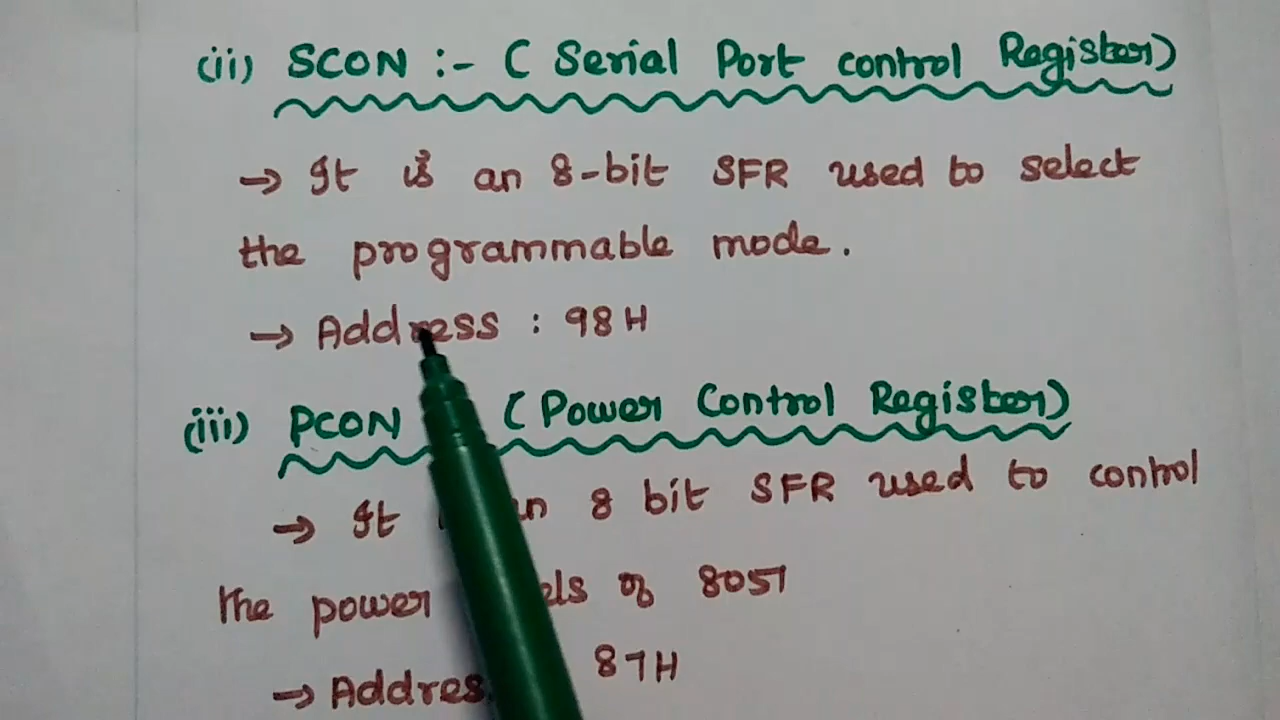 (ii) SCON :- ( Serial Port control Register)
→ It is an 8-bit SFR used to select
the programmable mode.
→ Address : 98H
(iii) PCON ( Power Control Register)
→ It an 8 bit SFR used to control
the power of 8051
→ 87H